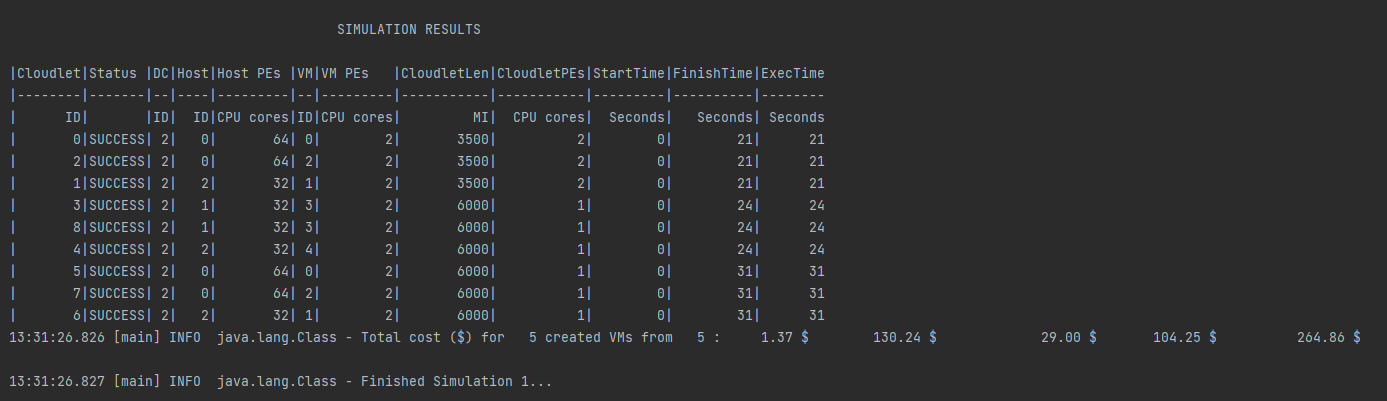 SIMULATION RESULTS
|Cloudlet|Status |DC|Host|Host PEs |VM|VM PEs   |CloudletLen|CloudletPEs|StartTime|FinishTime|ExecTime
|--------|-------|--|----|---------|--|---------|-----------|-----------|---------|----------|--------
|      ID|       |ID|  ID|CPU cores|ID|CPU cores|         MI|  CPU cores|  Seconds|   Seconds| Seconds
|       0|SUCCESS| 2|   0|       64| 0|        2|       3500|          2|        0|        21|      21
|       2|SUCCESS| 2|   0|       64| 2|        2|       3500|          2|        0|        21|      21
|       1|SUCCESS| 2|   2|       32| 1|        2|       3500|          2|        0|        21|      21
|       3|SUCCESS| 2|   1|       32| 3|        2|       6000|          1|        0|        24|      24
|       8|SUCCESS| 2|   1|       32| 3|        2|       6000|          1|        0|        24|      24
|       4|SUCCESS| 2|   2|       32| 4|        2|       6000|          1|        0|        24|      24
|       5|SUCCESS| 2|   0|       64| 0|        2|       6000|          1|        0|        31|      31
|       7|SUCCESS| 2|   0|       64| 2|        2|       6000|          1|        0|        31|      31
|       6|SUCCESS| 2|   2|       32| 1|        2|       6000|          1|        0|        31|      31
13:31:26.826 [main] INFO  java.lang.Class - Total cost ($) for   5 created VMs from   5 :     1.37 $        130.24 $             29.00 $       104.25 $          264.86 $
13:31:26.827 [main] INFO  java.lang.Class - Finished Simulation 1...